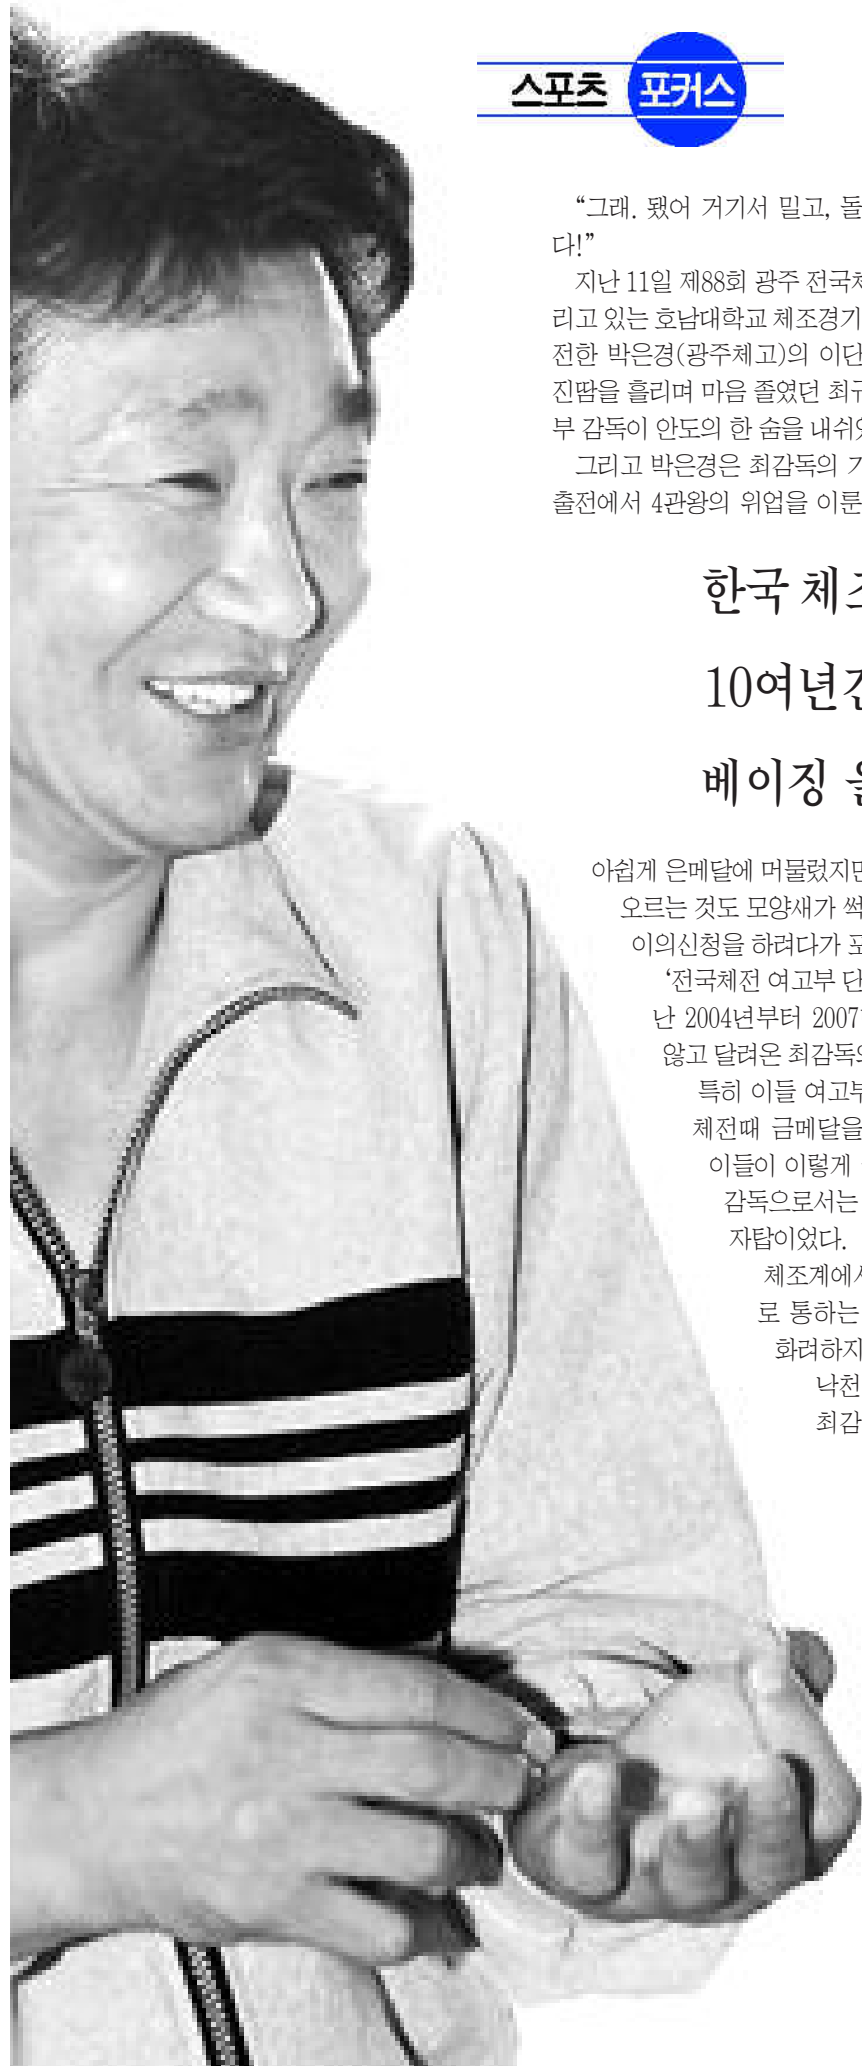 스포츠 포커스
“그래. 됐어 거기서 밀고, 돌
다!”
지난 11일 제88회 광주 전국체
리고 있는 호남대학교 체조경기
전한 박은경(광주체고)의 이단
진땀을 흘리며 마음 졸였던 최규
부 감독이 안도의 한 숨을 내쉬었
그리고 박은경은 최감독의 기
출전에서 4관왕의 위업을 이룬
한국 체조
10여년간
베이징 올
아쉽게 은메달에 머물렀지만
오르는 것도 모양새가 썩
이의신청을 하려다가 포
‘전국체전 여고부 단
난 2004년부터 2007
않고 달려온 최감독의
특히 이들 여고부
체전때 금메달을
이들이 이렇게
감독으로서는
자탑이었다.
체조계에서
로 통하는
화려하지
낙천
최감